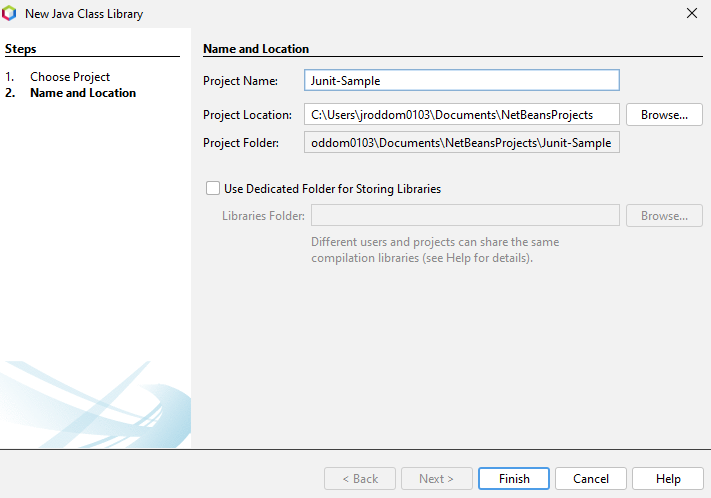 New Java Class Library
Steps
1. Choose Project
2. Name and Location
Name and Location
Project Name: Junit-Sample
Project Location: C:\Users\jroddom0103\Documents\NetBeansProjects Browse...
Project Folder: oddom0103\Documents\NetBeansProjects\Junit-Sample
Use Dedicated Folder for Storing Libraries
Libraries Folder: Browse...
Different users and projects can share the same
compilation libraries (see Help for details).
< Back Next > Finish Cancel Help